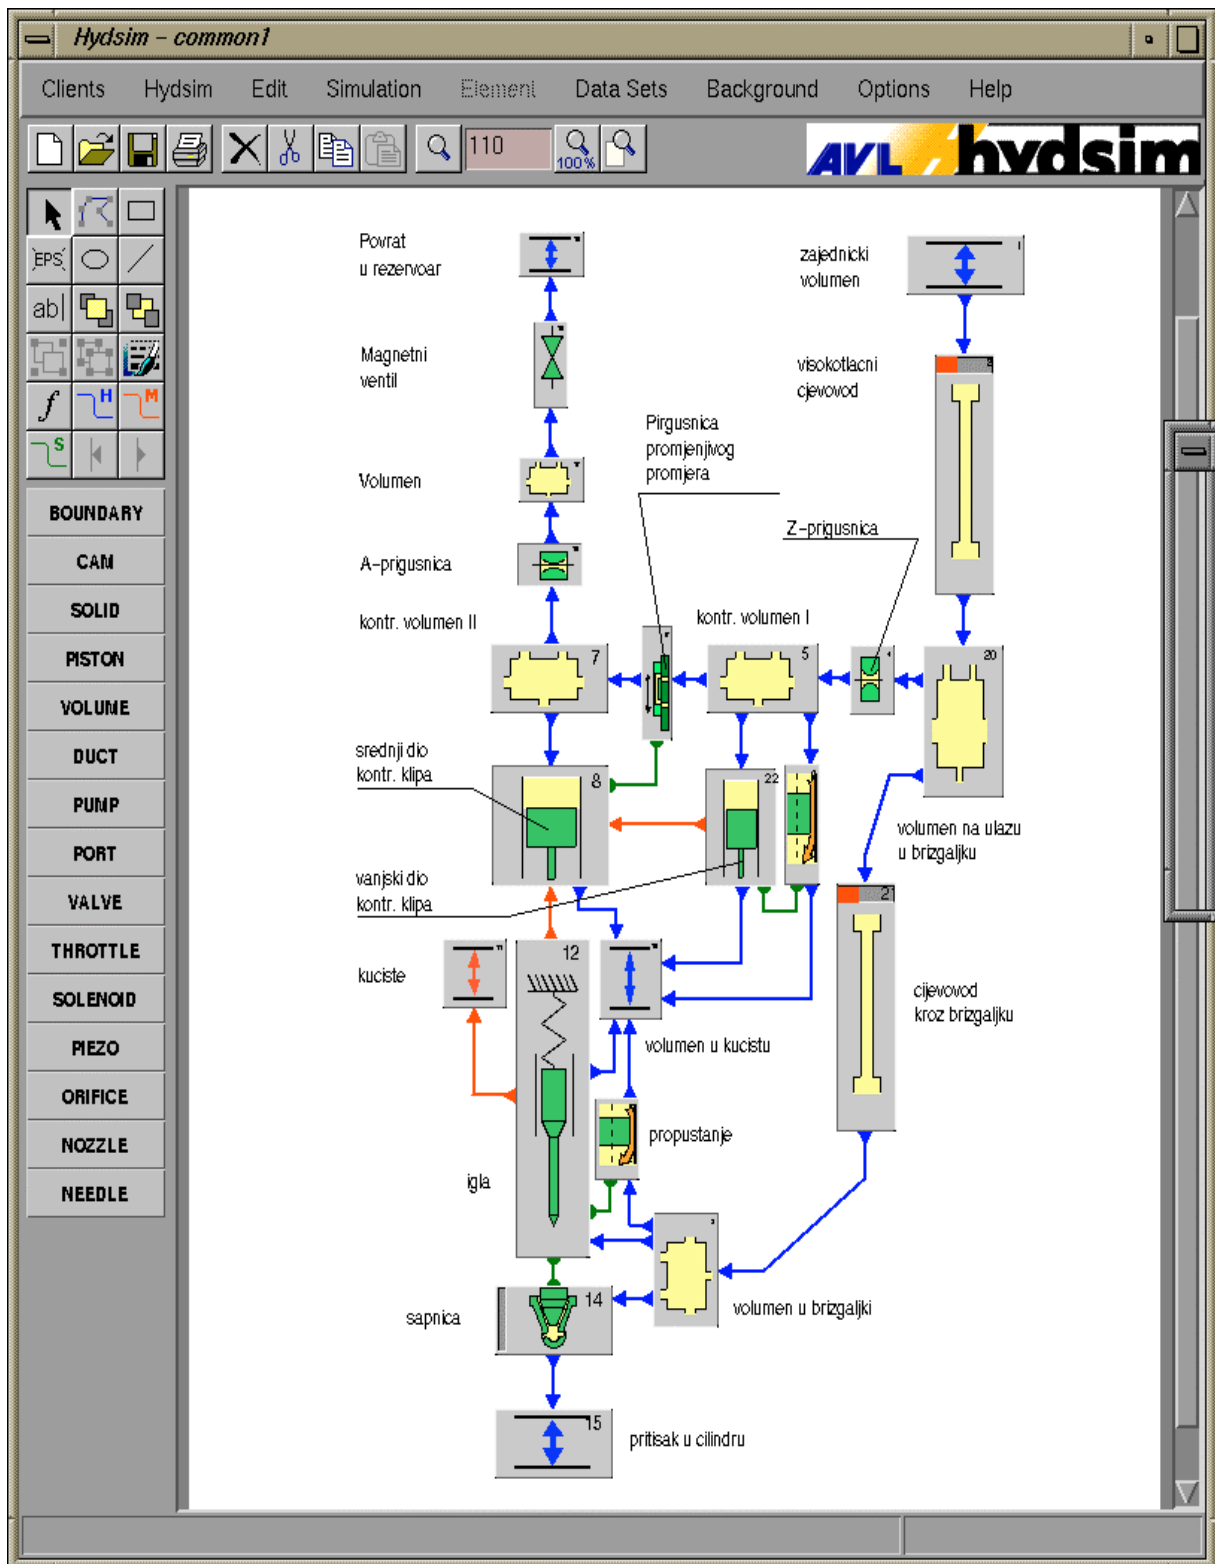 Hydsim - common1
Clients Hydsim Edit Simulation Element Data Sets Background Options Help
110
100%
AVL hydsim
EPS
ab|
f H M
S
BOUNDARY
CAM
SOLID
PISTON
VOLUME
DUCT
PUMP
PORT
VALVE
THROTTLE
SOLENOID
PIEZO
ORIFICE
NOZZLE
NEEDLE
Povrat
u rezervoar
zajednicki
volumen
1
Magnetni
ventil
visokotlacni
cjevovod
Pirgusnica
promjenjivog
promjera
Volumen
Z-prigusnica
A-prigusnica
kontr. volumen II
kontr. volumen I
7
5
4
20
srednji dio
kontr. klipa
8
22
volumen na ulazu
u brizgaljku
vanjski dio
kontr. klipa
21
kuciste
12
cijevovod
kroz brizgaljku
volumen u kucistu
propustanje
igla
sapnica
14
volumen u brizgaljki
15
pritisak u cilindru